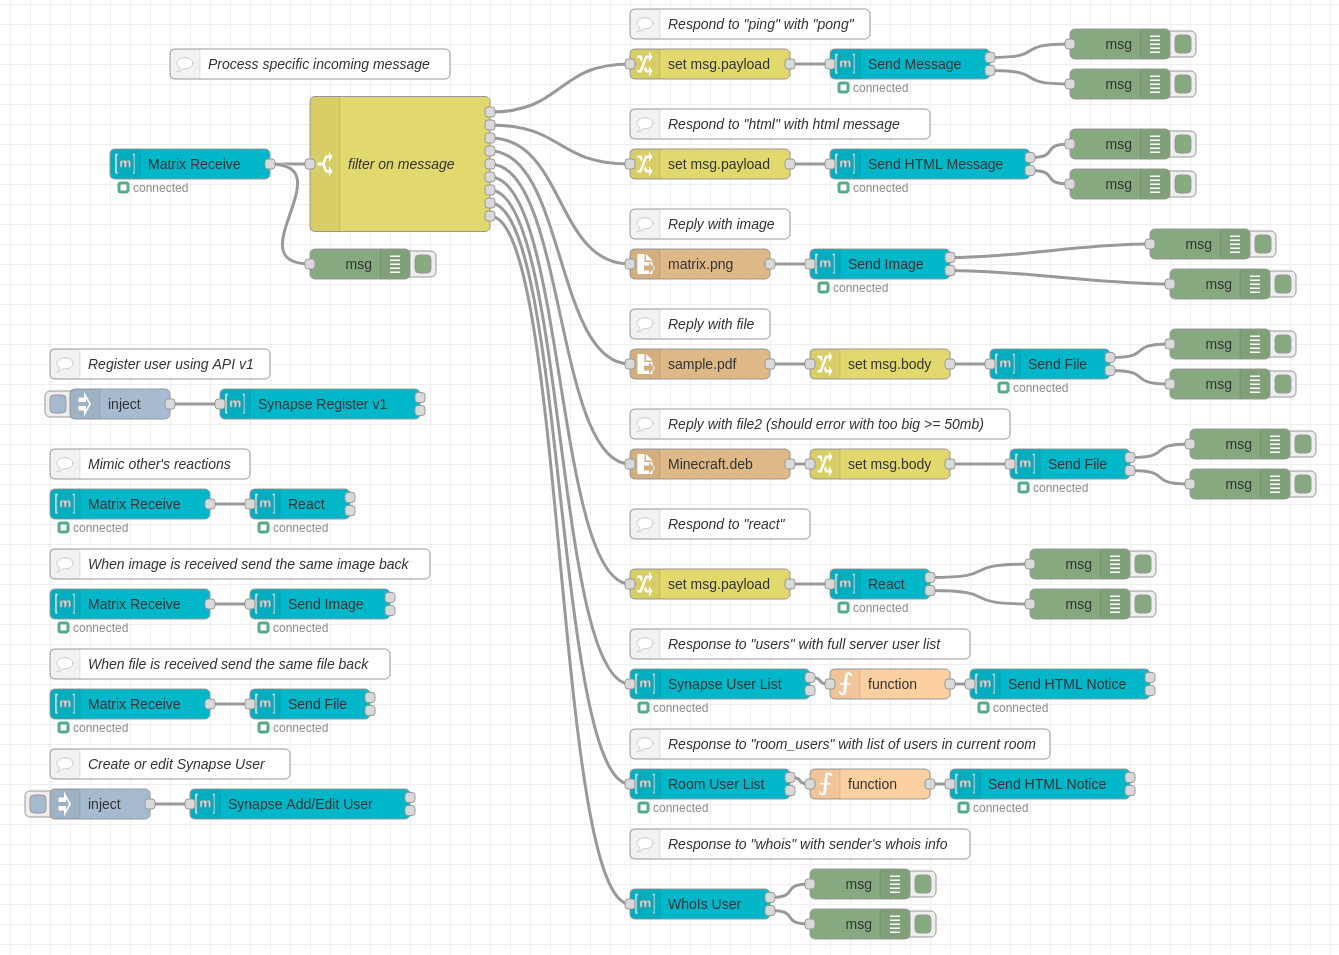 Process specific incoming message
Matrix Receive
connected
filter on message
msg
Register user using API v1
inject
Synapse Register v1
Mimic other's reactions
Matrix Receive
connected
React
connected
When image is received send the same image back
Matrix Receive
connected
Send Image
connected
When file is received send the same file back
Matrix Receive
connected
Send File
connected
Create or edit Synapse User
inject
Synapse Add/Edit User
Respond to "ping" with "pong"
set msg.payload
Send Message
connected
msg
msg
Respond to "html" with html message
set msg.payload
Send HTML Message
connected
msg
msg
Reply with image
matrix.png
Send Image
connected
msg
msg
Reply with file
sample.pdf
set msg.body
Send File
connected
msg
msg
Reply with file2 (should error with too big >= 50mb)
Minecraft.deb
set msg.body
Send File
connected
msg
msg
Respond to "react"
set msg.payload
React
connected
msg
msg
Response to "users" with full server user list
Synapse User List
connected
function
Send HTML Notice
connected
Response to "room_users" with list of users in current room
Room User List
connected
function
Send HTML Notice
connected
Response to "whois" with sender's whois info
WhoIs User
msg
msg